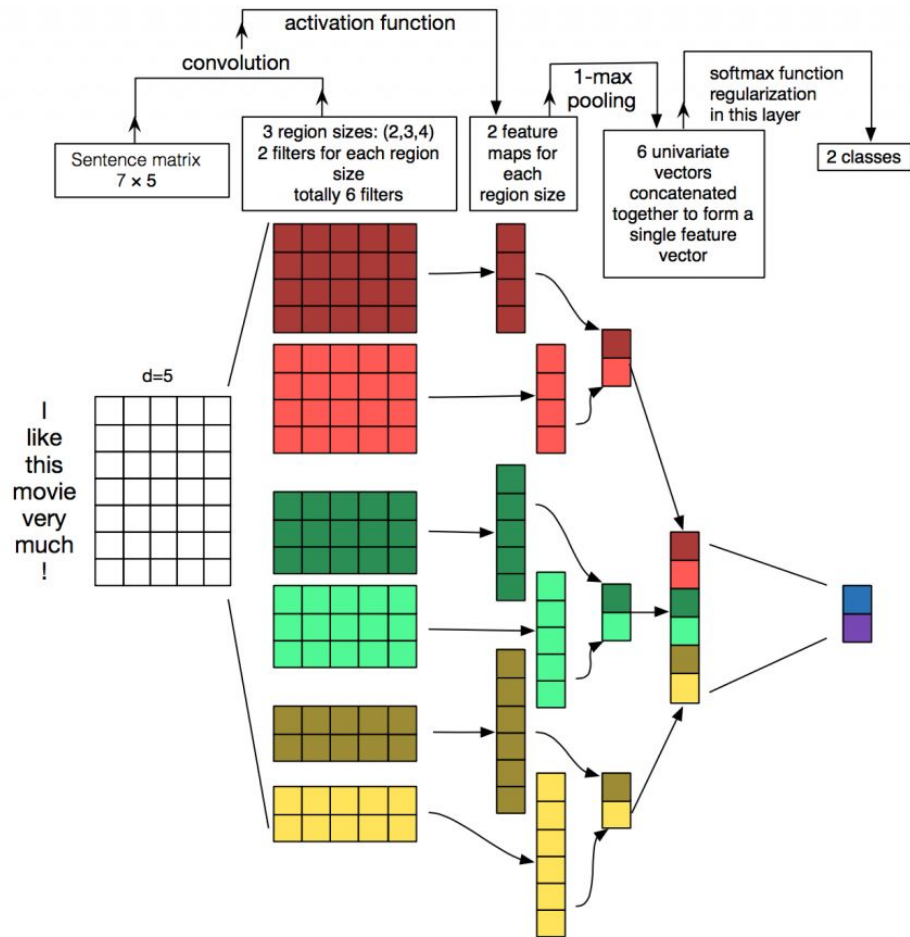 activation function
convolution
1-max
pooling
softmax function
regularization
in this layer
Sentence matrix
7 × 5
3 region sizes: (2,3,4)
2 filters for each region
size
totally 6 filters
2 feature
maps for
each
region size
6 univariate
vectors
concatenated
together to form a
single feature
vector
2 classes
d=5
I
like
this
movie
very
much
!